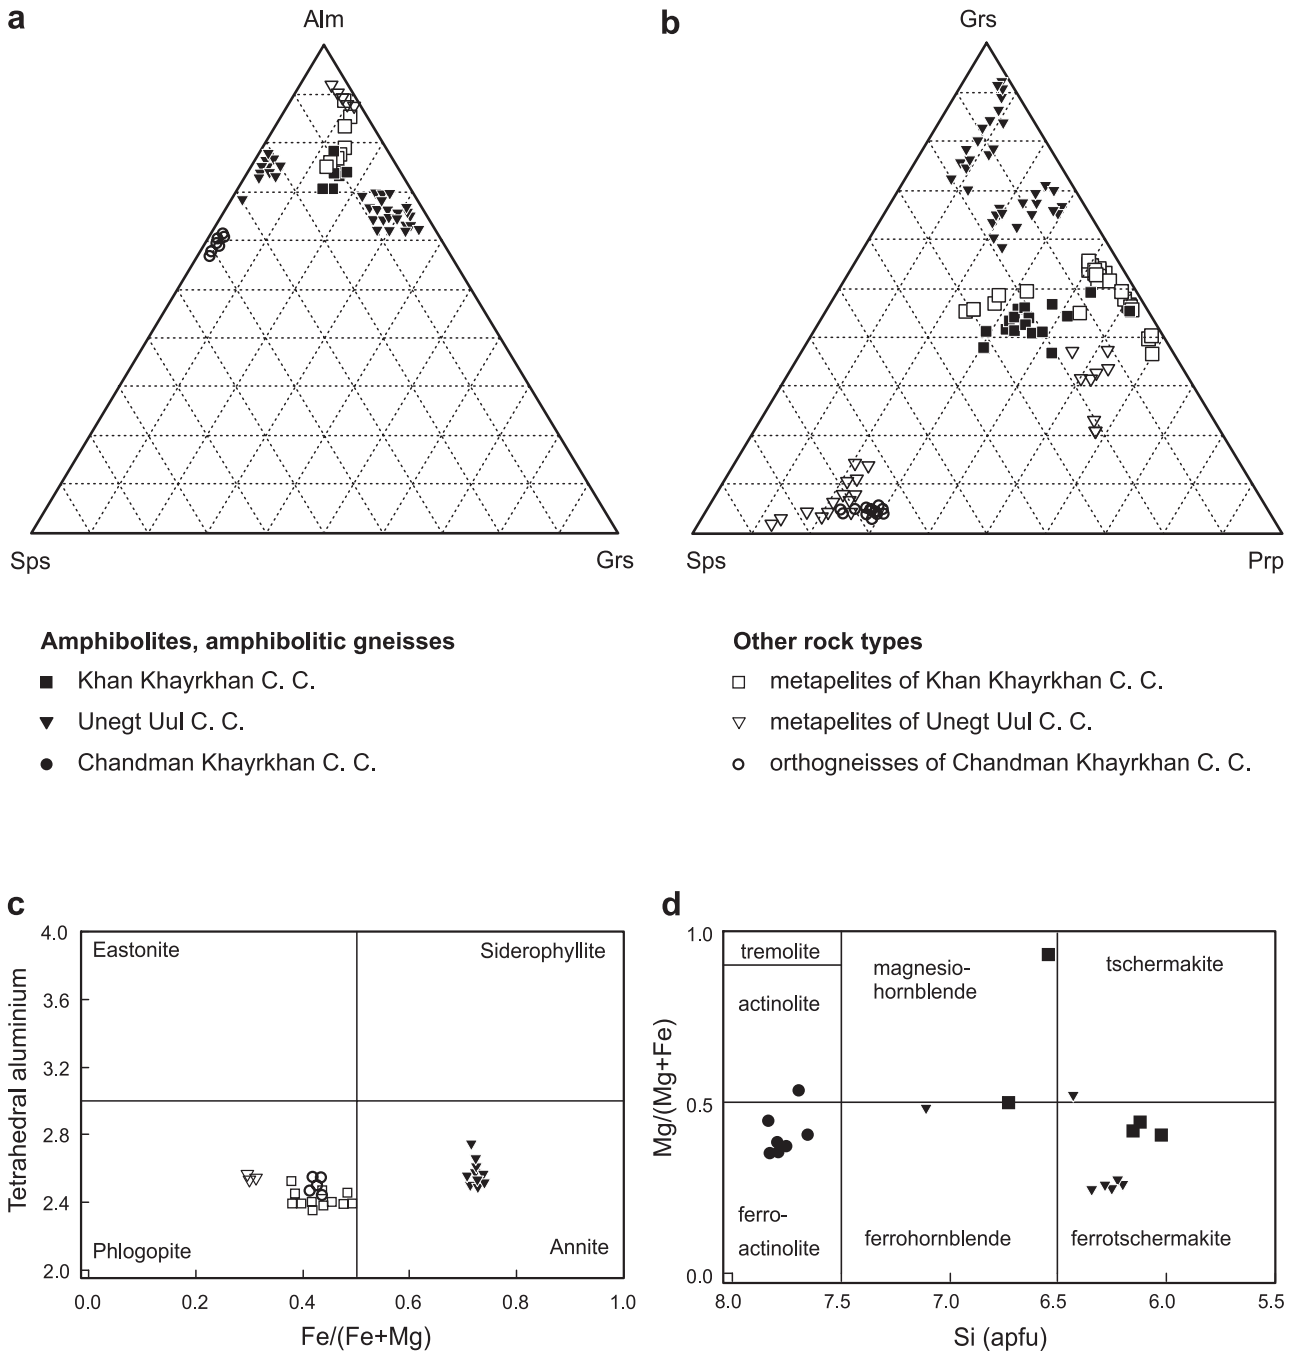 a
Alm
Sps
Grs
b
Grs
Sps
Prp
Amphibolites, amphibolitic gneisses
Khan Khayrkhan C. C.
Unegt Uul C. C.
Chandman Khayrkhan C. C.
Other rock types
metapelites of Khan Khayrkhan C. C.
metapelites of Unegt Uul C. C.
orthogneisses of Chandman Khayrkhan C. C.
c
Tetrahedral aluminium
4.0
3.6
3.2
2.8
2.4
2.0
Eastonite
Siderophyllite
Phlogopite
Annite
0.0
0.2
0.4
0.6
0.8
1.0
Fe/(Fe+Mg)
d
Mg/(Mg+Fe)
1.0
0.5
0.0
tremolite
actinolite
magnesio-
hornblende
tschermakite
ferro-
actinolite
ferrohornblende
ferrotschermakite
8.0
7.5
7.0
6.5
6.0
5.5
Si (apfu)